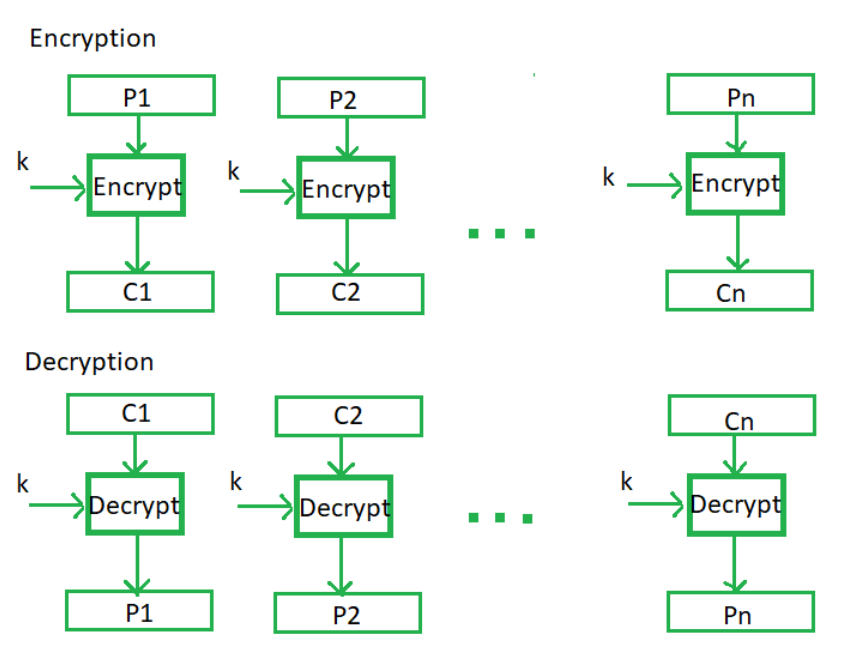 Encryption
P1 P2 Pn
k Encrypt k Encrypt k Encrypt
C1 C2 Cn
Decryption
C1 C2 Cn
k Decrypt k Decrypt k Decrypt
P1 P2 Pn